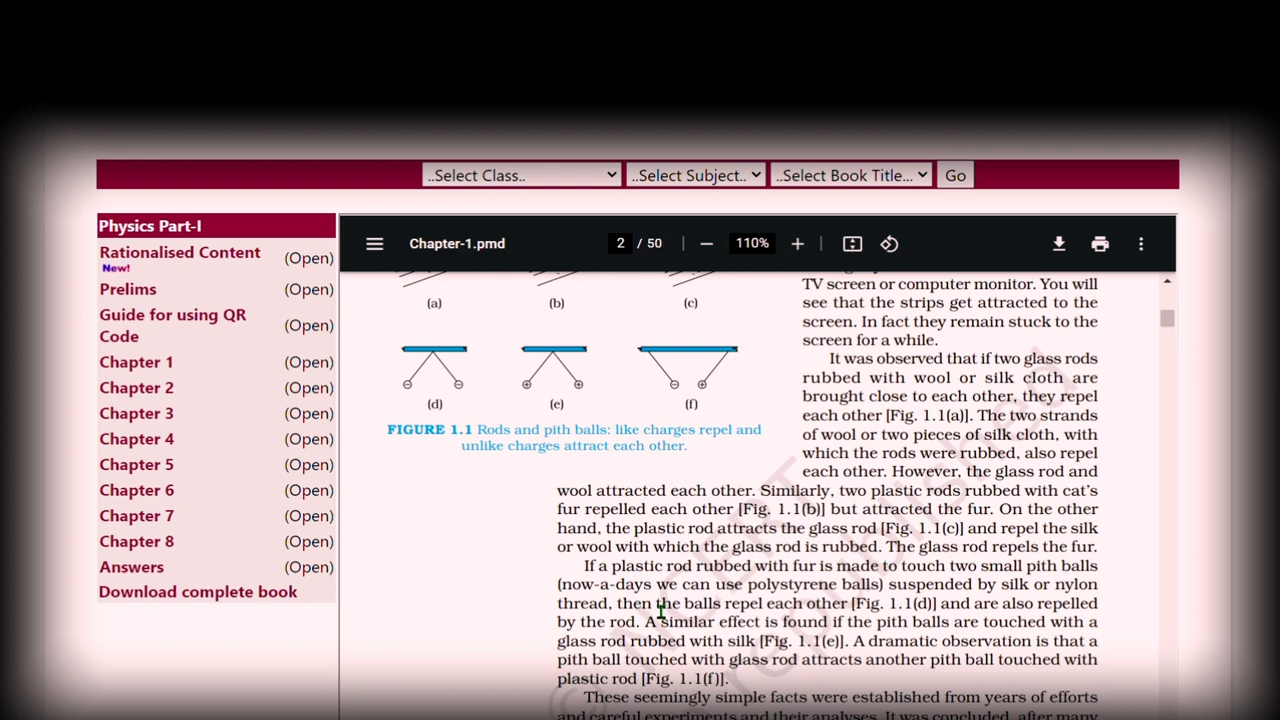 ..Select Class.. ..Select Subject.. ..Select Book Title... Go
Physics Part-I
Rationalised Content (Open)
New!
Prelims (Open)
Guide for using QR Code (Open)
Chapter 1 (Open)
Chapter 2 (Open)
Chapter 3 (Open)
Chapter 4 (Open)
Chapter 5 (Open)
Chapter 6 (Open)
Chapter 7 (Open)
Chapter 8 (Open)
Answers (Open)
Download complete book
Chapter-1.pmd 2 / 50 110%
(a) (b) (c)
(d) (e) (f)
FIGURE 1.1 Rods and pith balls: like charges repel and
unlike charges attract each other.
TV screen or computer monitor. You will
see that the strips get attracted to the
screen. In fact they remain stuck to the
screen for a while.
It was observed that if two glass rods
rubbed with wool or silk cloth are
brought close to each other, they repel
each other [Fig. 1.1(a)]. The two strands
of wool or two pieces of silk cloth, with
which the rods were rubbed, also repel
each other. However, the glass rod and
wool attracted each other. Similarly, two plastic rods rubbed with cat's
fur repelled each other [Fig. 1.1(b)] but attracted the fur. On the other
hand, the plastic rod attracts the glass rod [Fig. 1.1(c)] and repel the silk
or wool with which the glass rod is rubbed. The glass rod repels the fur.
If a plastic rod rubbed with fur is made to touch two small pith balls
(now-a-days we can use polystyrene balls) suspended by silk or nylon
thread, then the balls repel each other [Fig. 1.1(d)] and are also repelled
by the rod. A similar effect is found if the pith balls are touched with a
glass rod rubbed with silk [Fig. 1.1(e)]. A dramatic observation is that a
pith ball touched with glass rod attracts another pith ball touched with
plastic rod [Fig. 1.1(f)].
These seemingly simple facts were established from years of efforts
and careful experiments and their analyses. It was concluded, after many
© NCERT
republished